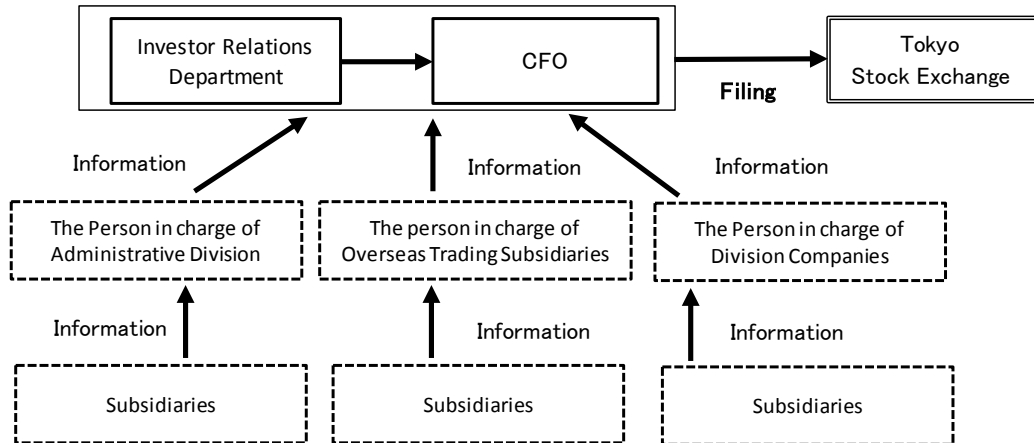 Investor Relations
Department
CFO
Tokyo
Stock Exchange
Filing
Information
Information
Information
The Person in charge of
Administrative Division
The person in charge of
Overseas Trading Subsidiaries
The Person in charge of
Division Companies
Information
Information
Information
Subsidiaries
Subsidiaries
Subsidiaries